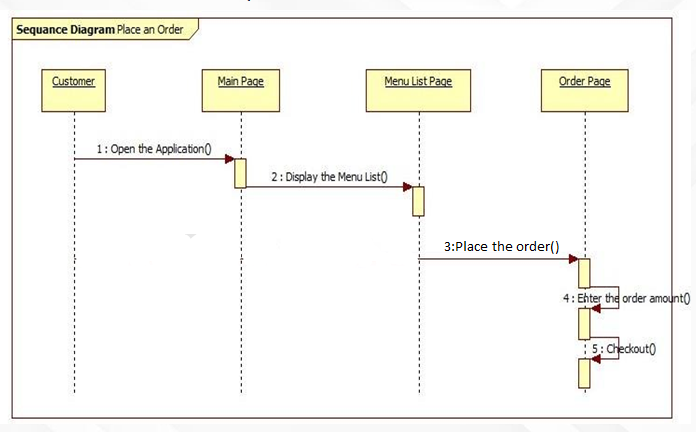 Sequance Diagram Place an Order
Customer
Main Page
Menu List Page
Order Page
1 : Open the Application()
2 : Display the Menu List()
3:Place the order()
4 : Enter the order amount()
5 : Checkout()